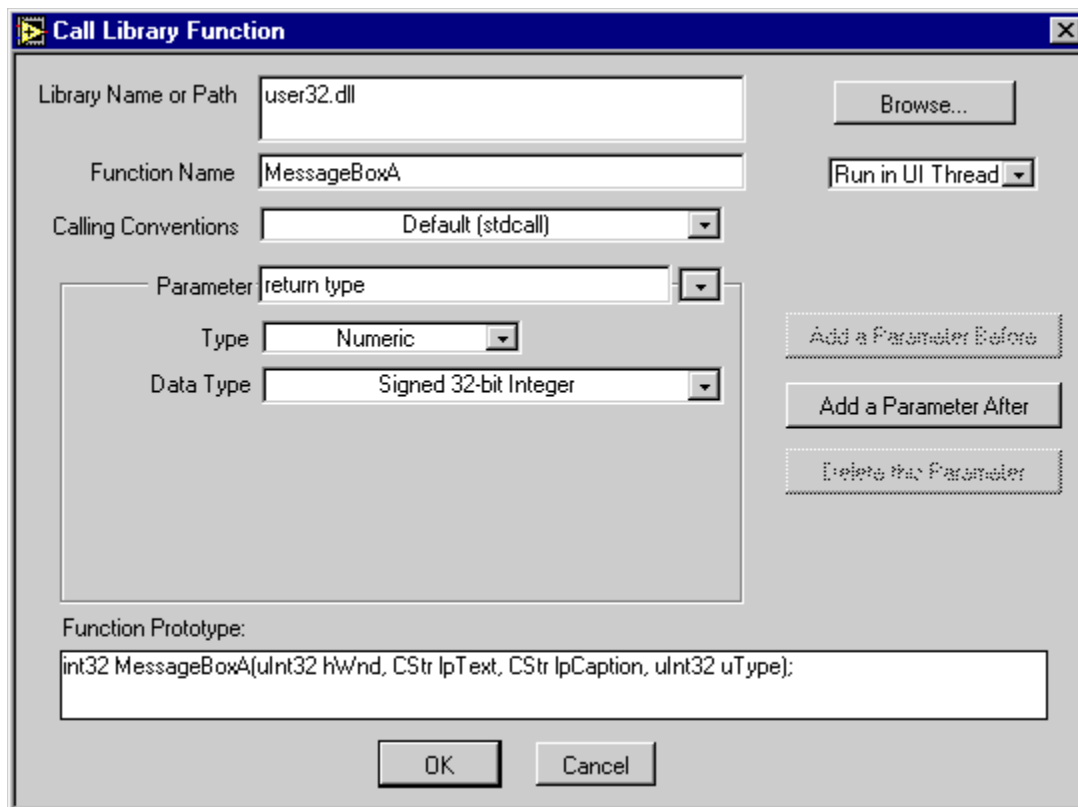 Call Library Function
Library Name or Path user32.dll Browse...
Function Name MessageBoxA Run in UI Thread
Calling Conventions Default (stdcall)
Parameter return type
Type Numeric Add a Parameter Before
Data Type Signed 32-bit Integer Add a Parameter After
Delete this Parameter
Function Prototype:
int32 MessageBoxA(uInt32 hWnd, CStr lpText, CStr lpCaption, uInt32 uType);
OK Cancel